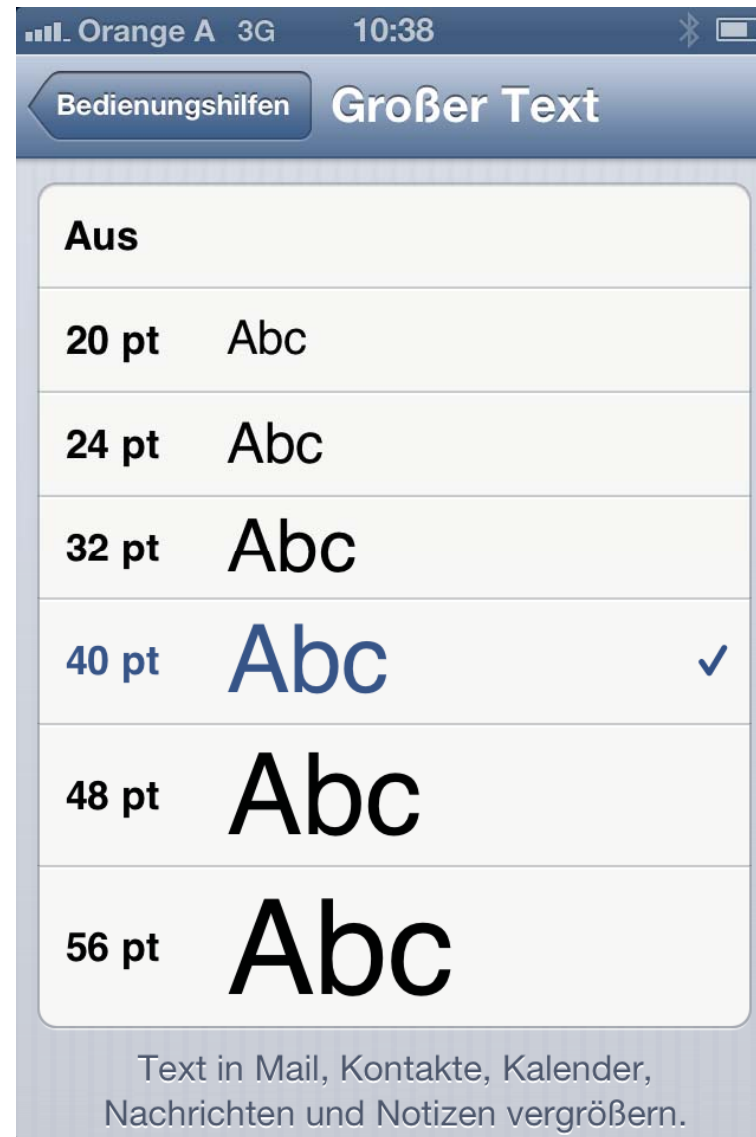 Orange A 3G 10:38
Bedienungshilfen Großer Text
Aus
20 pt Abc
24 pt Abc
32 pt Abc
40 pt Abc
48 pt Abc
56 pt Abc
Text in Mail, Kontakte, Kalender,
Nachrichten und Notizen vergrößern.